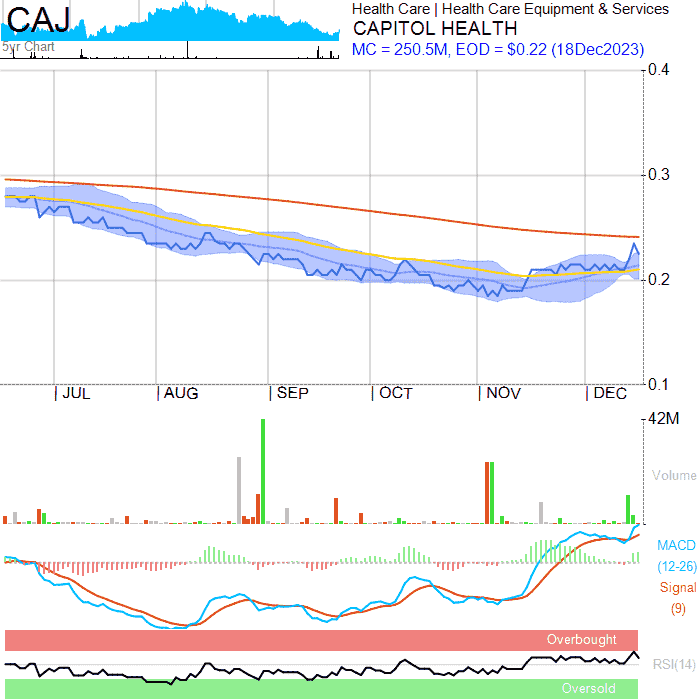 CAJ
5yr Chart
Health Care | Health Care Equipment & Services
CAPITOL HEALTH
MC = 250.5M, EOD = $0.22 (18Dec2023)
0.4
0.3
0.2
0.1
| JUL | AUG | SEP | OCT | NOV | DEC
42M
Volume
MACD
(12-26)
Signal
(9)
Overbought
RSI(14)
Oversold